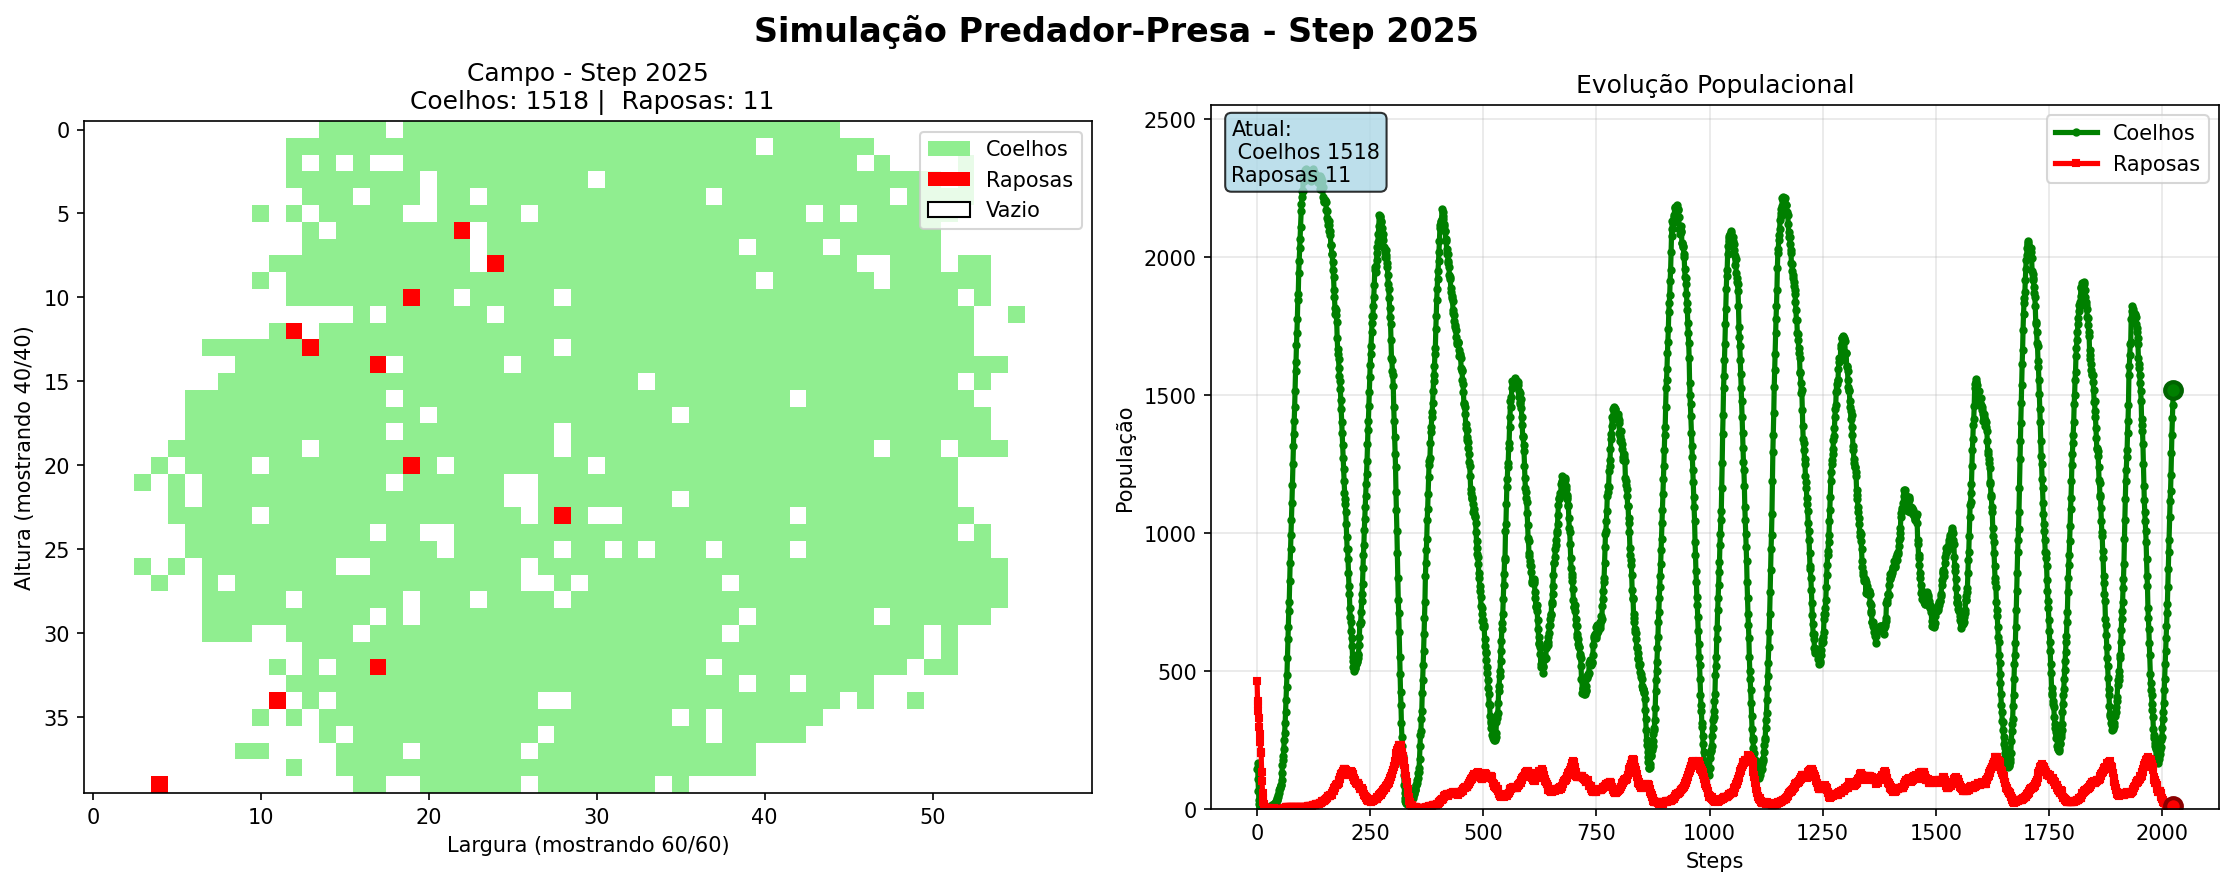 Simulação Predador-Presa - Step 2025
Campo - Step 2025
Coelhos: 1518 |  Raposas: 11
Coelhos
Raposas
Vazio
0
5
10
15
20
25
30
35
Altura (mostrando 40/40)
0
10
20
30
40
50
Largura (mostrando 60/60)
Evolução Populacional
Atual:
Coelhos 1518
Raposas 11
Coelhos
Raposas
2500
2000
1500
1000
500
0
População
0
250
500
750
1000
1250
1500
1750
2000
Steps